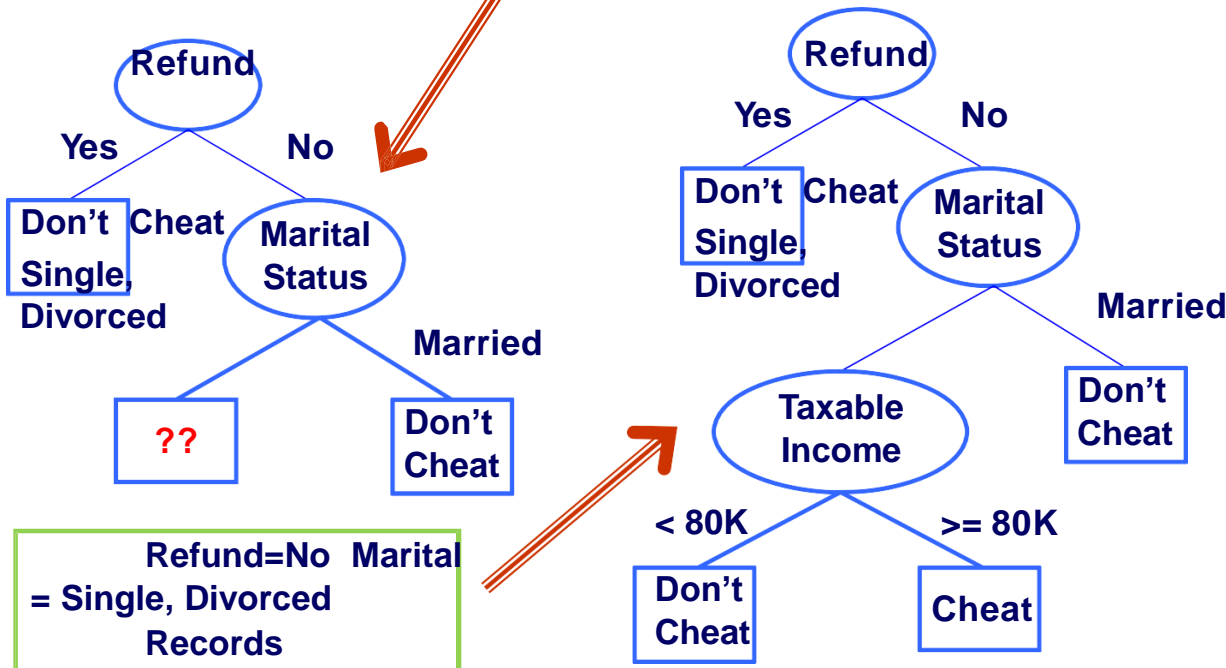 Refund
Yes
No
Don't Cheat
Single,
Divorced
Marital
Status
Married
??
Don't
Cheat
Refund=No Marital
= Single, Divorced
Records
Refund
Yes
No
Don't Cheat
Single,
Divorced
Marital
Status
Married
Taxable
Income
Don't
Cheat
< 80K
>= 80K
Don't
Cheat
Cheat